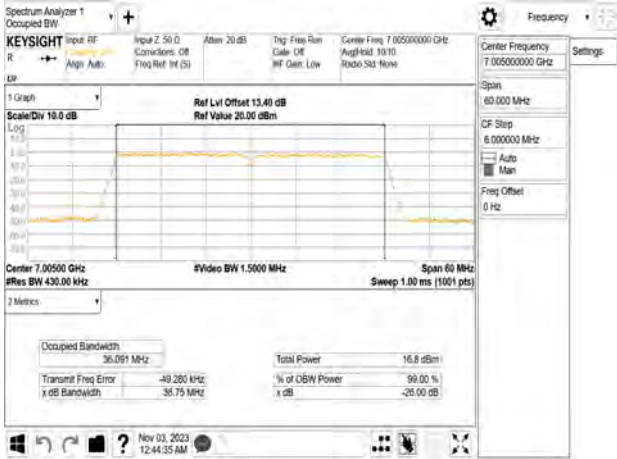 Spectrum Analyzer 1
Occupied BW
Frequency
KEYSIGHT
R
Input: RF
Align: Auto
Input Z: 50 Ω
Corrections: Off
Freq Ref: Int (S)
Atten: 20 dB
Trig: Free Run
Gate: Off
#IF Gain: Low
Center Freq: 7.005000000 GHz
Avg|Hold: 10/10
Radio Std: None
Center Frequency
7.005000000 GHz
Settings
Span
60.000 MHz
CF Step
6.000000 MHz
Auto
Man
Freq Offset
0 Hz
1 Graph
Scale/Div 10.0 dB
Log
Ref Lvl Offset 13.40 dB
Ref Value 20.00 dBm
Center 7.00500 GHz
#Res BW 430.00 kHz
#Video BW 1.5000 MHz
Span 60 MHz
Sweep 1.00 ms (1001 pts)
2 Metrics
Occupied Bandwidth
36.091 MHz
Total Power
16.8 dBm
Transmit Freq Error
-49.280 kHz
% of OBW Power
99.00 %
x dB Bandwidth
38.75 MHz
x dB
-26.00 dB
?
Nov 03, 2023
12:44:35 AM